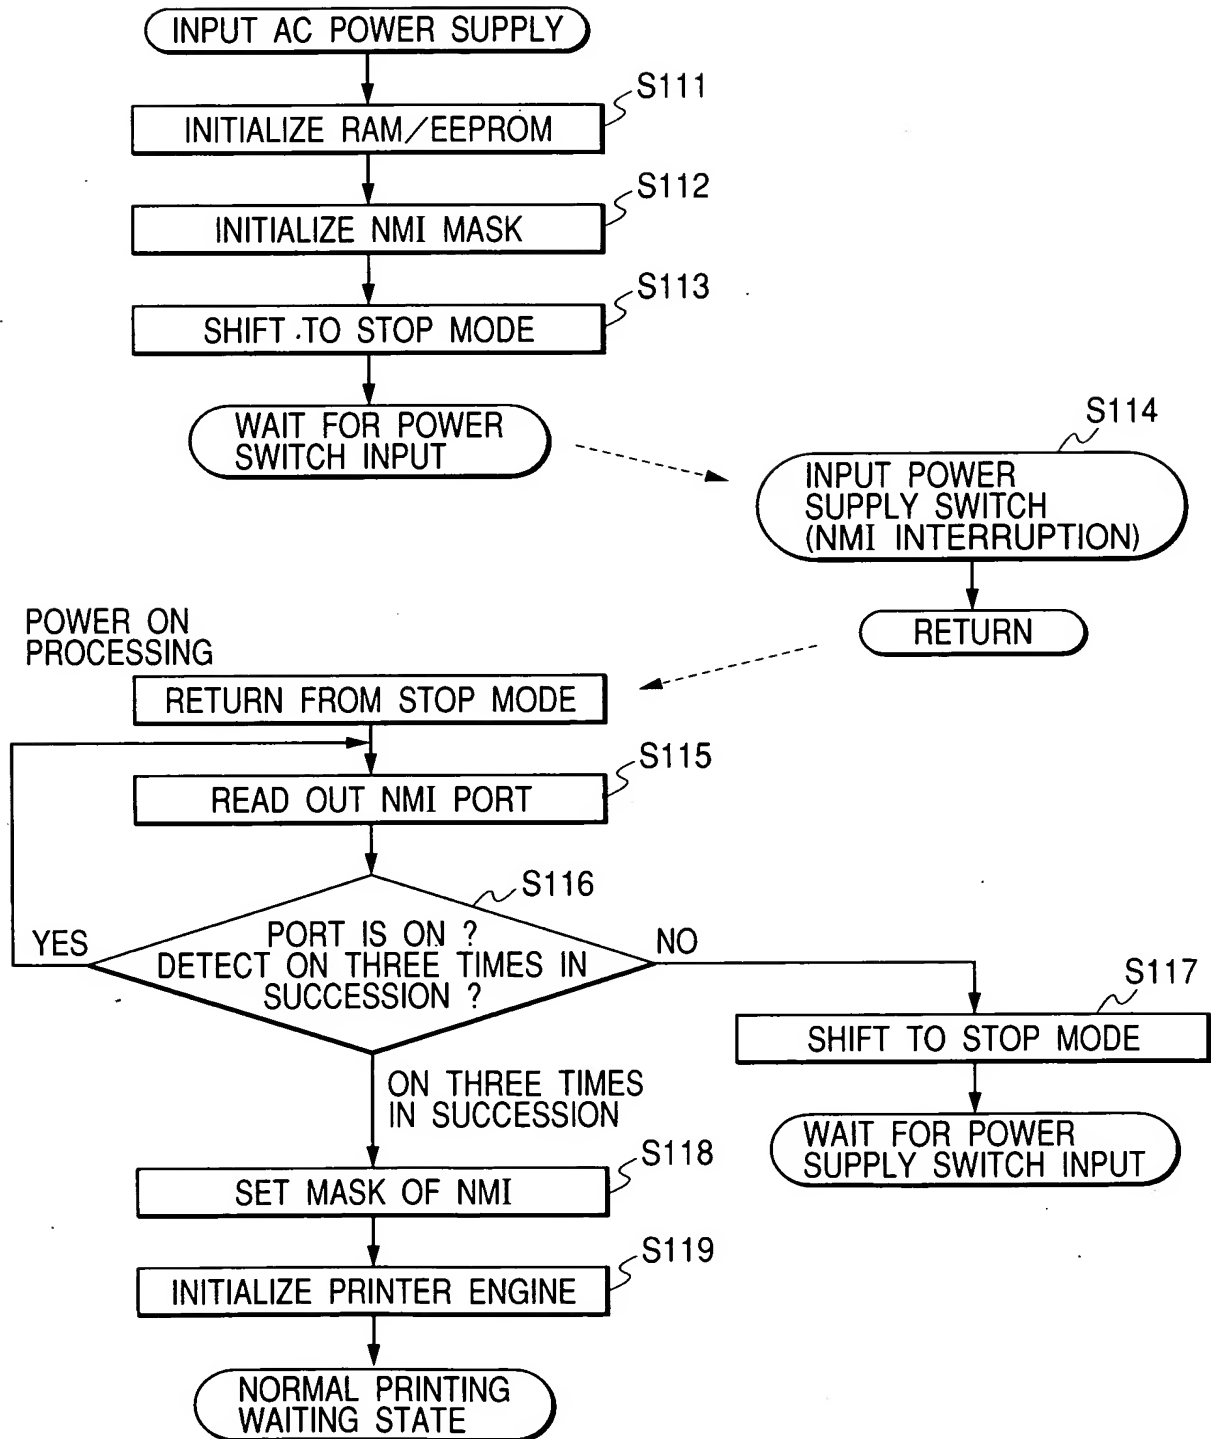 INPUT AC POWER SUPPLY
S111
INITIALIZE RAM/EEPROM
S112
INITIALIZE NMI MASK
S113
SHIFT TO STOP MODE
WAIT FOR POWER
SWITCH INPUT
S114
INPUT POWER
SUPPLY SWITCH
(NMI INTERRUPTION)
RETURN
POWER ON
PROCESSING
RETURN FROM STOP MODE
S115
READ OUT NMI PORT
S116
PORT IS ON ?
DETECT ON THREE TIMES IN
SUCCESSION ?
YES
NO
S117
SHIFT TO STOP MODE
WAIT FOR POWER
SUPPLY SWITCH INPUT
ON THREE TIMES
IN SUCCESSION
S118
SET MASK OF NMI
S119
INITIALIZE PRINTER ENGINE
NORMAL PRINTING
WAITING STATE